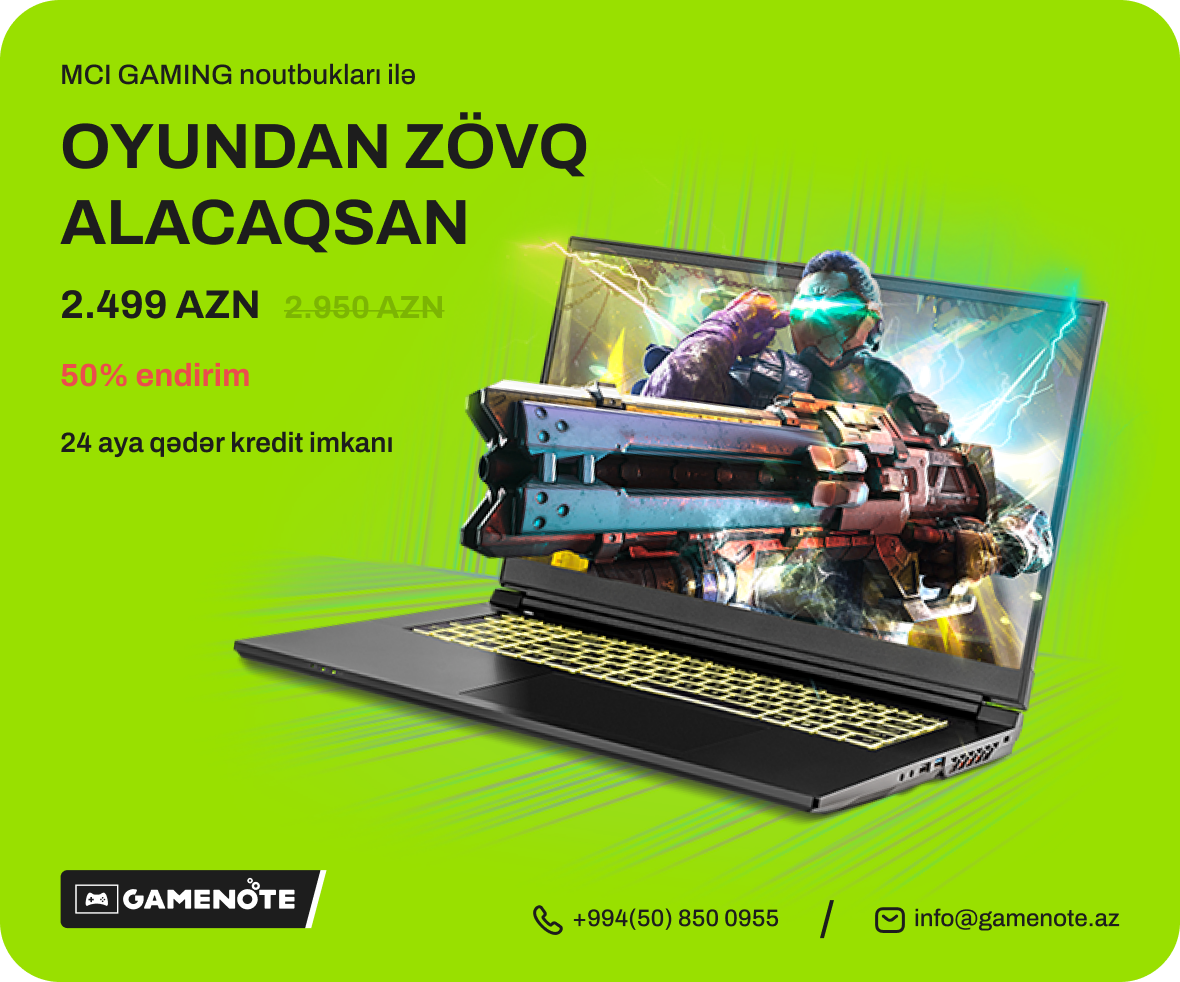 MCI GAMING noutbukları ilə
OYUNDAN ZÖVQ
ALACAQSAN
2.499 AZN 2.950 AZN
50% endirim
24 aya qədər kredit imkanı
GAMENOTE
+994(50) 850 0955 / info@gamenote.az